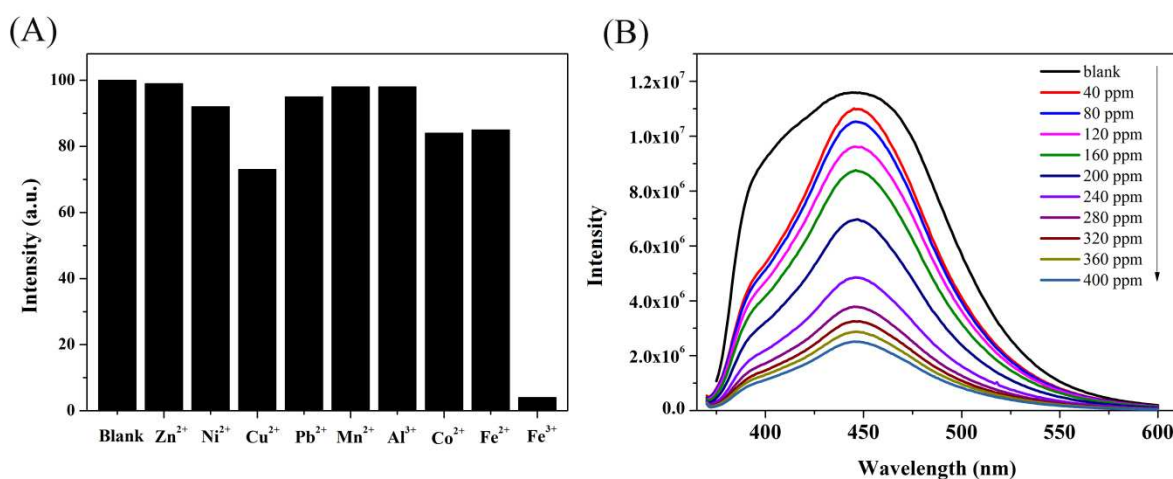 (A)
Intensity (a.u.)
100
80
60
40
20
0
Blank Zn²⁺ Ni²⁺ Cu²⁺ Pb²⁺ Mn²⁺ Al³⁺ Co²⁺ Fe²⁺ Fe³⁺
(B)
Intensity
1.2x10⁷
1.0x10⁷
8.0x10⁶
6.0x10⁶
4.0x10⁶
2.0x10⁶
0.0
400 450 500 550 600
Wavelength (nm)
blank
40 ppm
80 ppm
120 ppm
160 ppm
200 ppm
240 ppm
280 ppm
320 ppm
360 ppm
400 ppm